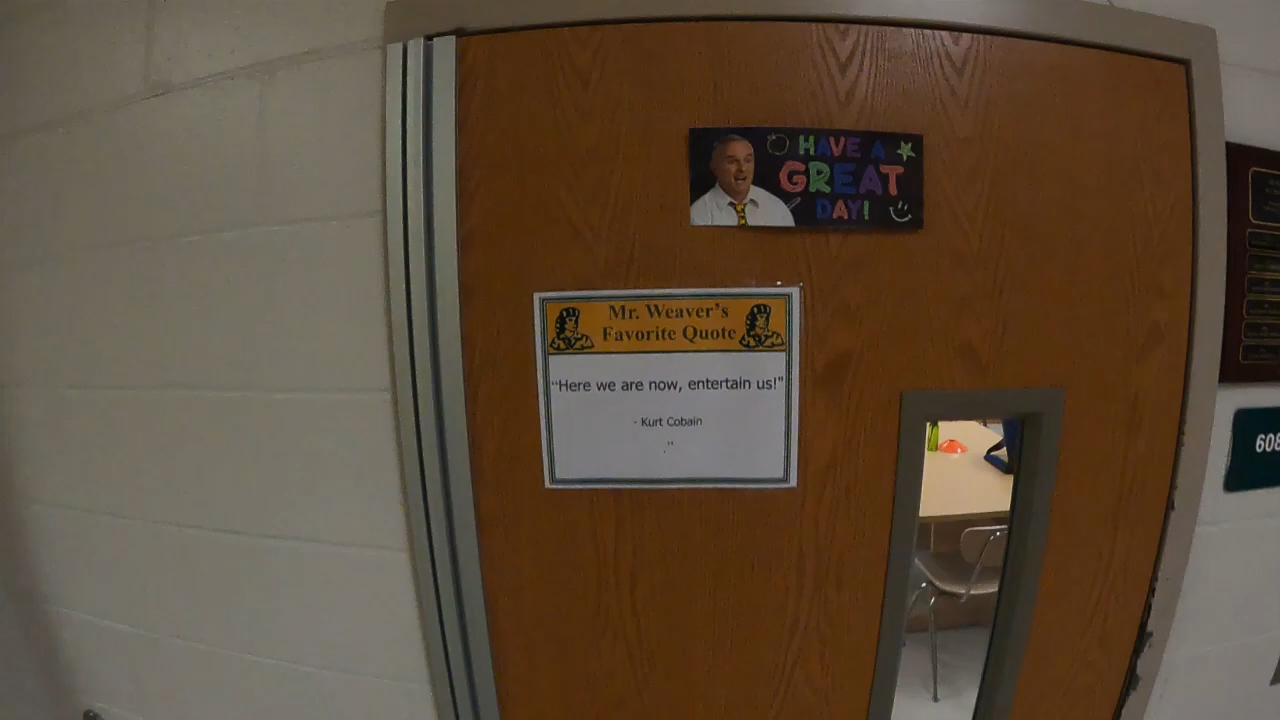 HAVE A
GREAT
DAY!
Mr. Weaver's
Favorite Quote
"Here we are now, entertain us!"
- Kurt Cobain
"
608